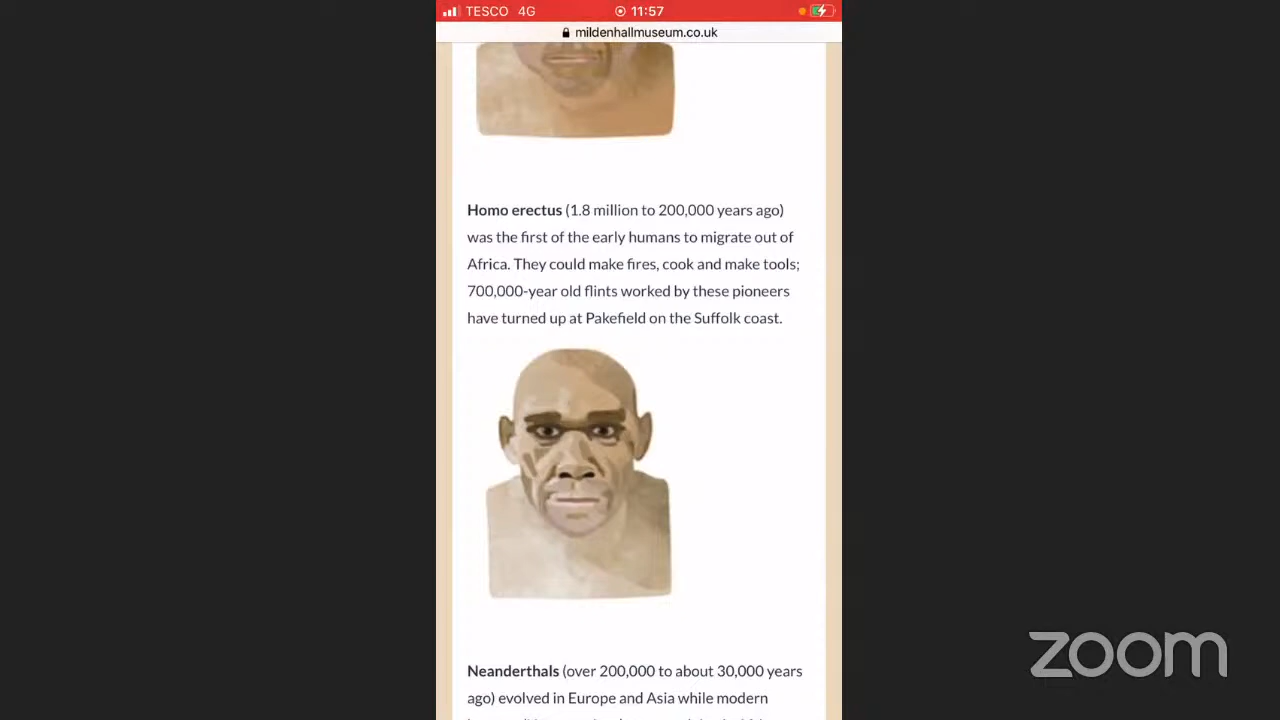 TESCO 4G 11:57
mildenhallmuseum.co.uk
Homo erectus (1.8 million to 200,000 years ago)
was the first of the early humans to migrate out of
Africa. They could make fires, cook and make tools;
700,000-year old flints worked by these pioneers
have turned up at Pakefield on the Suffolk coast.
Neanderthals (over 200,000 to about 30,000 years
ago) evolved in Europe and Asia while modern
zoom